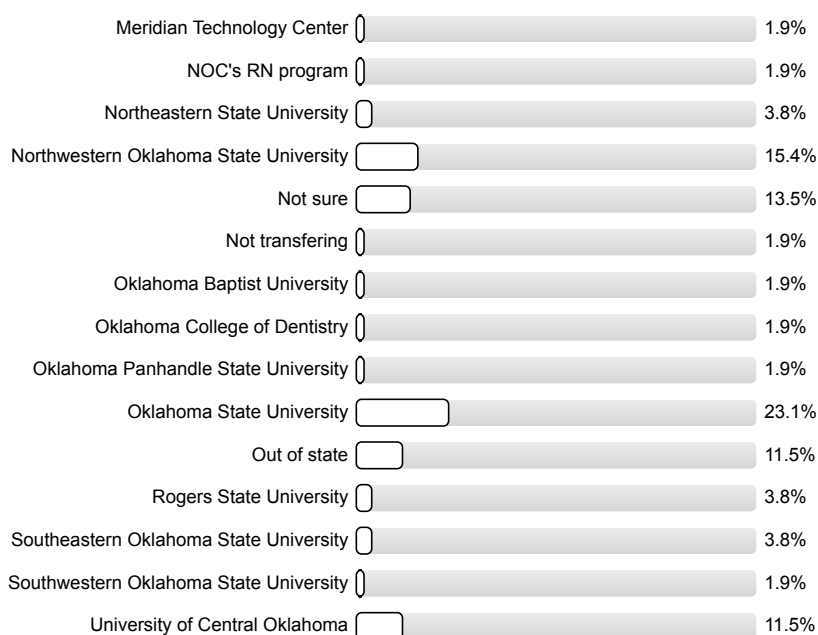 Meridian Technology Center 1.9%
NOC's RN program 1.9%
Northeastern State University 3.8%
Northwestern Oklahoma State University 15.4%
Not sure 13.5%
Not transfering 1.9%
Oklahoma Baptist University 1.9%
Oklahoma College of Dentistry 1.9%
Oklahoma Panhandle State University 1.9%
Oklahoma State University 23.1%
Out of state 11.5%
Rogers State University 3.8%
Southeastern Oklahoma State University 3.8%
Southwestern Oklahoma State University 1.9%
University of Central Oklahoma 11.5%